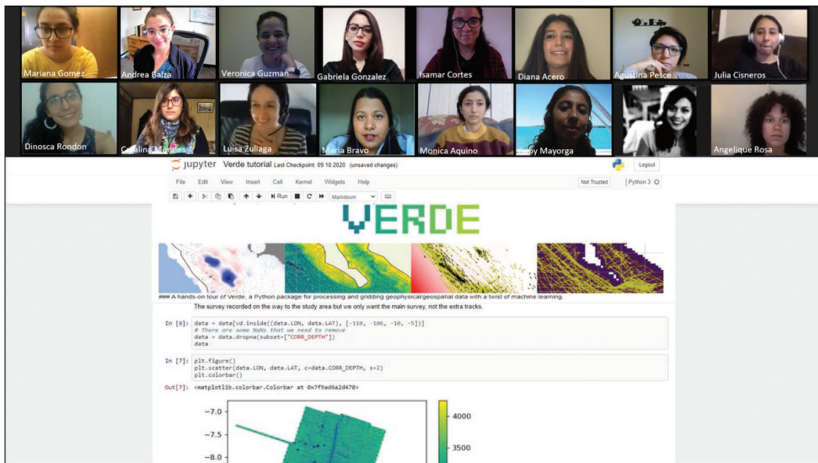 Mariana Gomez
Andrea Balza
Veronica Guzman
Gabriela Gonzalez
Isamar Cortes
Diana Acero
Agustina Pesce
Julia Cisneros
Dinosca Rondon
Catalina Morales
Luisa Zuliaga
Maria Bravo
Monica Aquino
Mayorga
Angelique Rosa
jupyter Verde tutorial Last Checkpoint: 09.10.2020 (unsaved changes)
Logout
File Edit View Insert Cell Kernel Widgets Help
Not Trusted Python 3
Run Markdown
VERDE
### A hands-on tour of Verde, a Python package for processing and gridding geophysical/geospatial data with a twist of machine learning.
The survey recorded on the way to the study area but we only want the main survey, not the extra tracks.
In [6]: data = data[vd.inside((data.LON, data.LAT), [-110, -106, -10, -5])]
# There are some NaNs that we need to remove
data = data.dropna(subset=["CORR_DEPTH"])
data
In [7]: plt.figure()
plt.scatter(data.LON, data.LAT, c=data.CORR_DEPTH, s=2)
plt.colorbar()
Out[7]: <matplotlib.colorbar.Colorbar at 0x7f9ad6a2d470>
-7.0
4000
-7.5
3500
-8.0